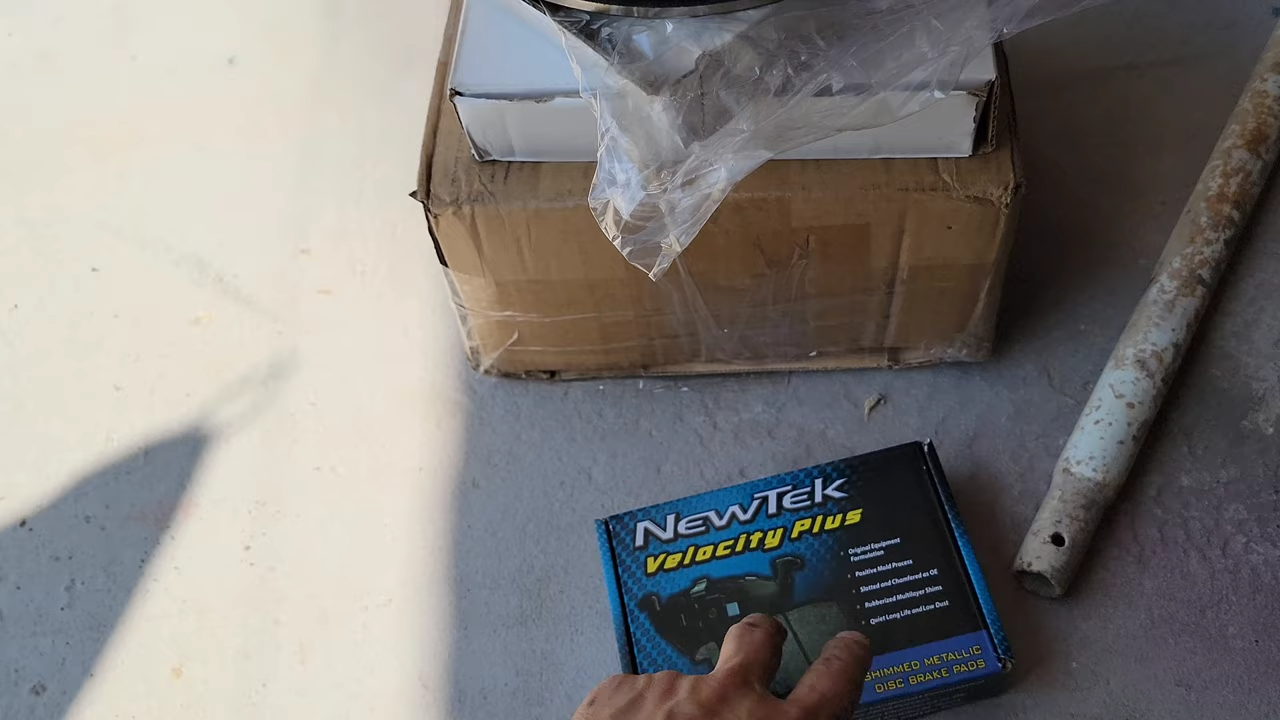 NEWTEK
Velocity Plus
Original Equipment
Formulation
Positive Mold Process
Slotted and Chamfered as OE
Rubberized Multilayer Shims
Quiet Long Life and Low Dust
SHIMMED METALLIC
DISC BRAKE PADS